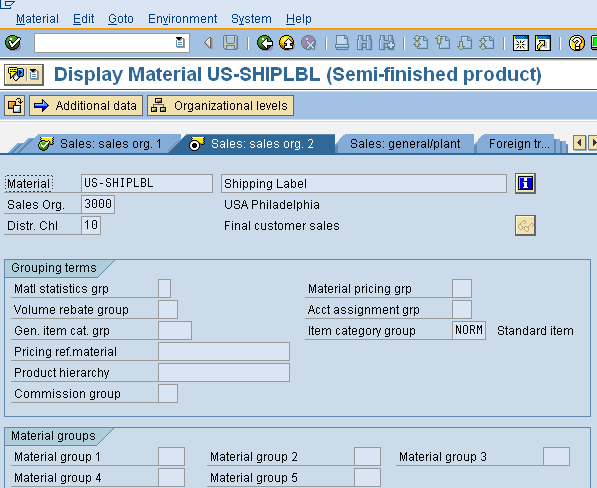 Material Edit Goto Environment System Help
Display Material US-SHIPLBL (Semi-finished product)
Additional data Organizational levels
Sales: sales org. 1 Sales: sales org. 2 Sales: general/plant Foreign tr...
Material US-SHIPLBL Shipping Label
Sales Org. 3000 USA Philadelphia
Distr. Chl 10 Final customer sales
Grouping terms
Matl statistics grp Material pricing grp
Volume rebate group Acct assignment grp
Gen. item cat. grp Item category group NORM Standard item
Pricing ref.material
Product hierarchy
Commission group
Material groups
Material group 1 Material group 2 Material group 3
Material group 4 Material group 5